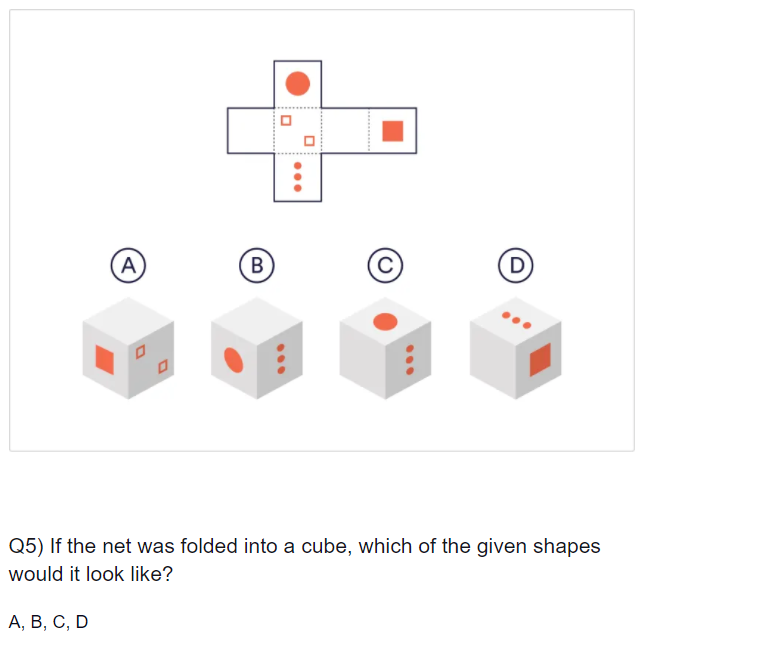 A B C D
Q5) If the net was folded into a cube, which of the given shapes
would it look like?
A, B, C, D